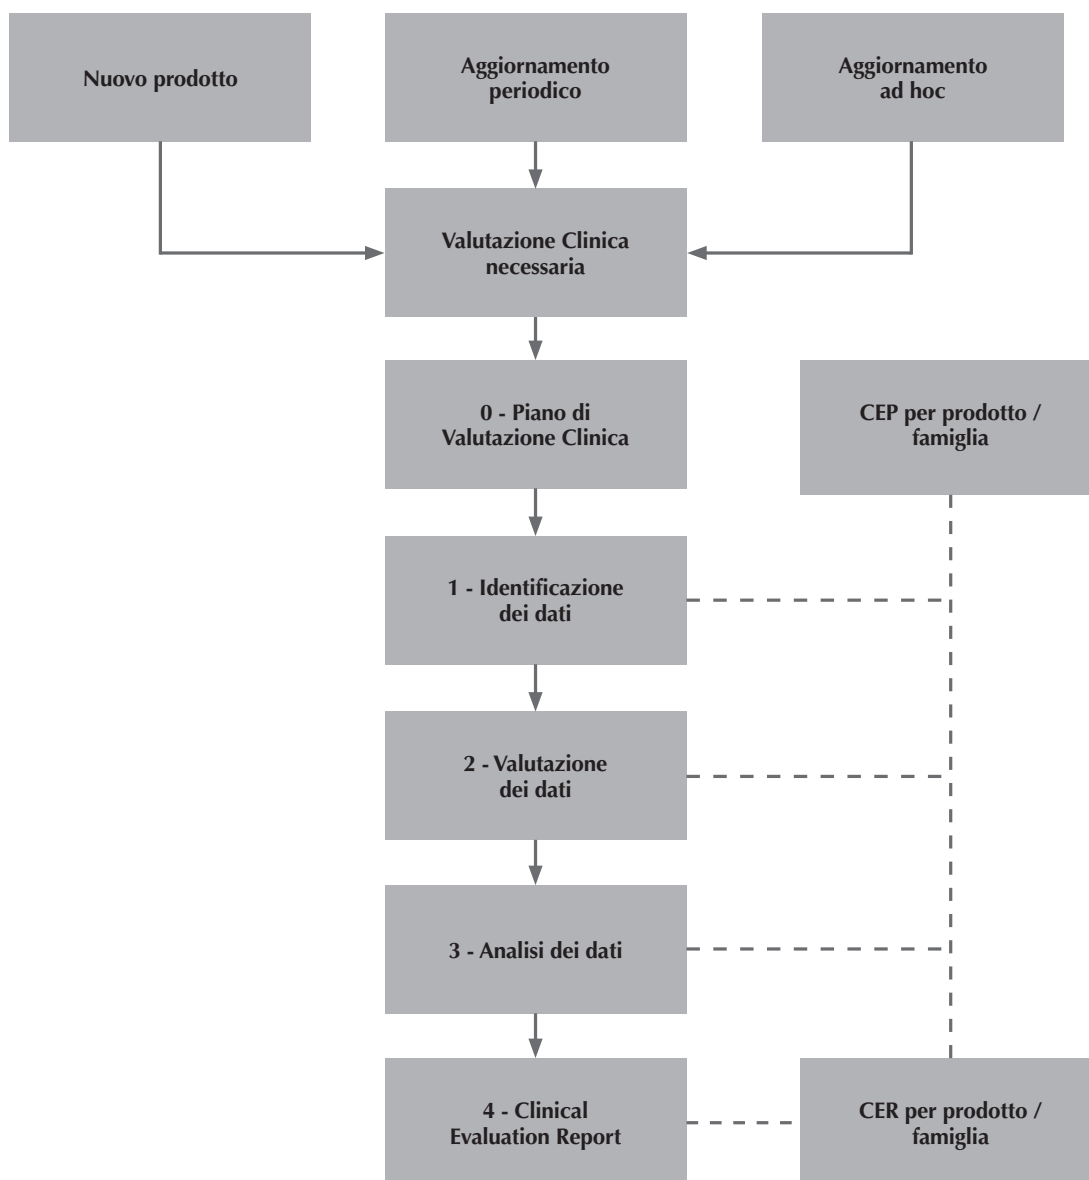 Nuovo prodotto
Aggiornamento
periodico
Aggiornamento
ad hoc
Valutazione Clinica
necessaria
0 - Piano di
Valutazione Clinica
CEP per prodotto /
famiglia
1 - Identificazione
dei dati
2 - Valutazione
dei dati
3 - Analisi dei dati
4 - Clinical
Evaluation Report
CER per prodotto /
famiglia